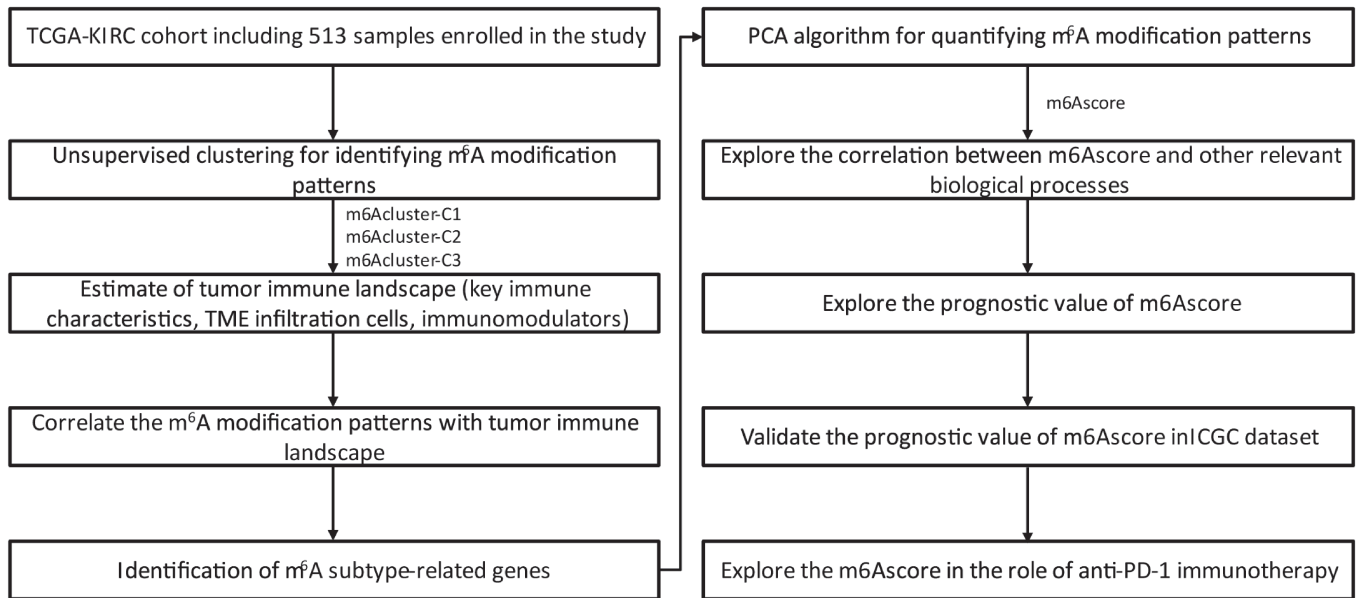 TCGA-KIRC cohort including 513 samples enrolled in the study
Unsupervised clustering for identifying m⁶A modification
patterns
m6Acluster-C1
m6Acluster-C2
m6Acluster-C3
Estimate of tumor immune landscape (key immune
characteristics, TME infiltration cells, immunomodulators)
Correlate the m⁶A modification patterns with tumor immune
landscape
Identification of m⁶A subtype-related genes
PCA algorithm for quantifying m⁶A modification patterns
m6Ascore
Explore the correlation between m6Ascore and other relevant
biological processes
Explore the prognostic value of m6Ascore
Validate the prognostic value of m6Ascore inICGC dataset
Explore the m6Ascore in the role of anti-PD-1 immunotherapy